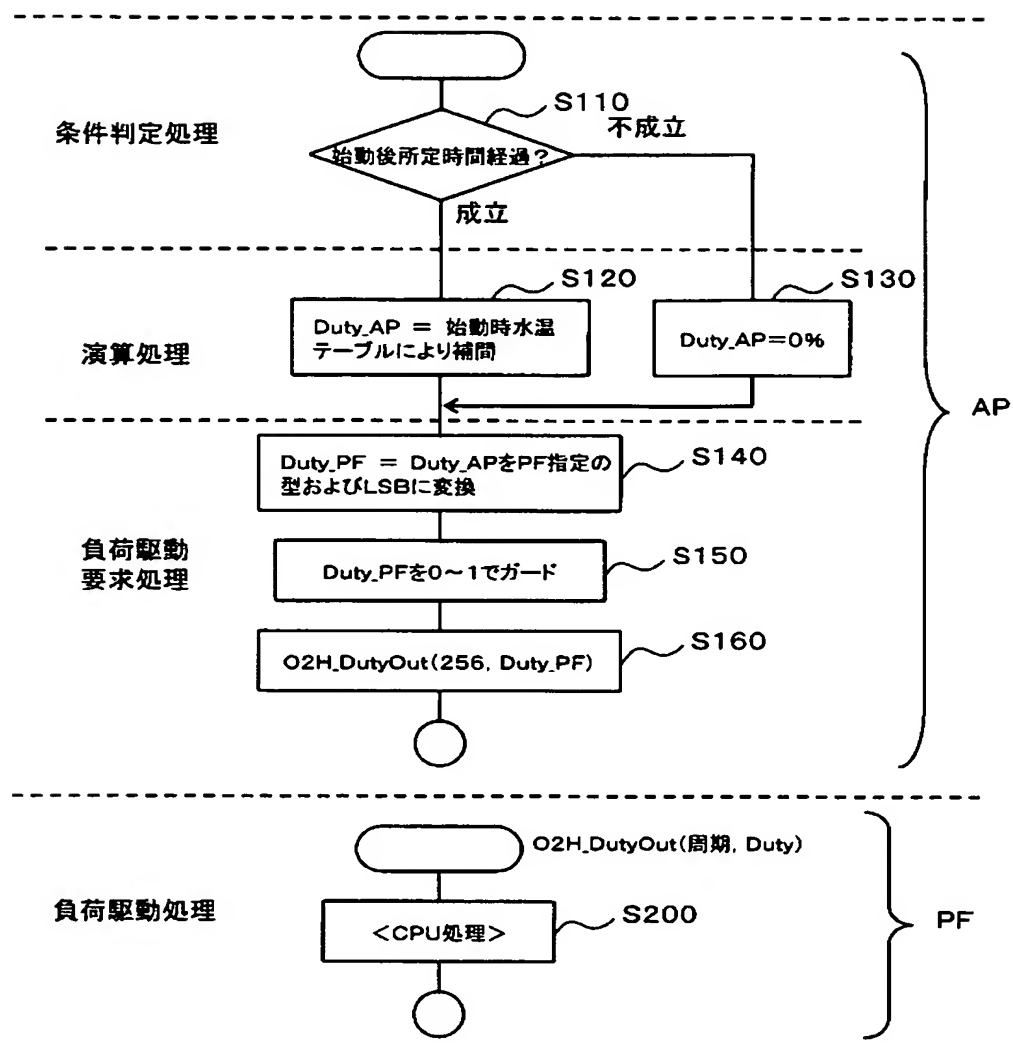 S110
条件判定処理
不成立
始動後所定時間経過？
成立
S120
S130
演算処理
Duty_AP ＝ 始動時水温
テーブルにより補間
Duty_AP＝0%
AP
Duty_PF ＝ Duty_APをPF指定の
型およびLSBに変換
S140
負荷駆動
要求処理
Duty_PFを0～1でガード
S150
O2H_DutyOut(256, Duty_PF)
S160
O2H_DutyOut(周期, Duty)
負荷駆動処理
＜CPU処理＞
S200
PF